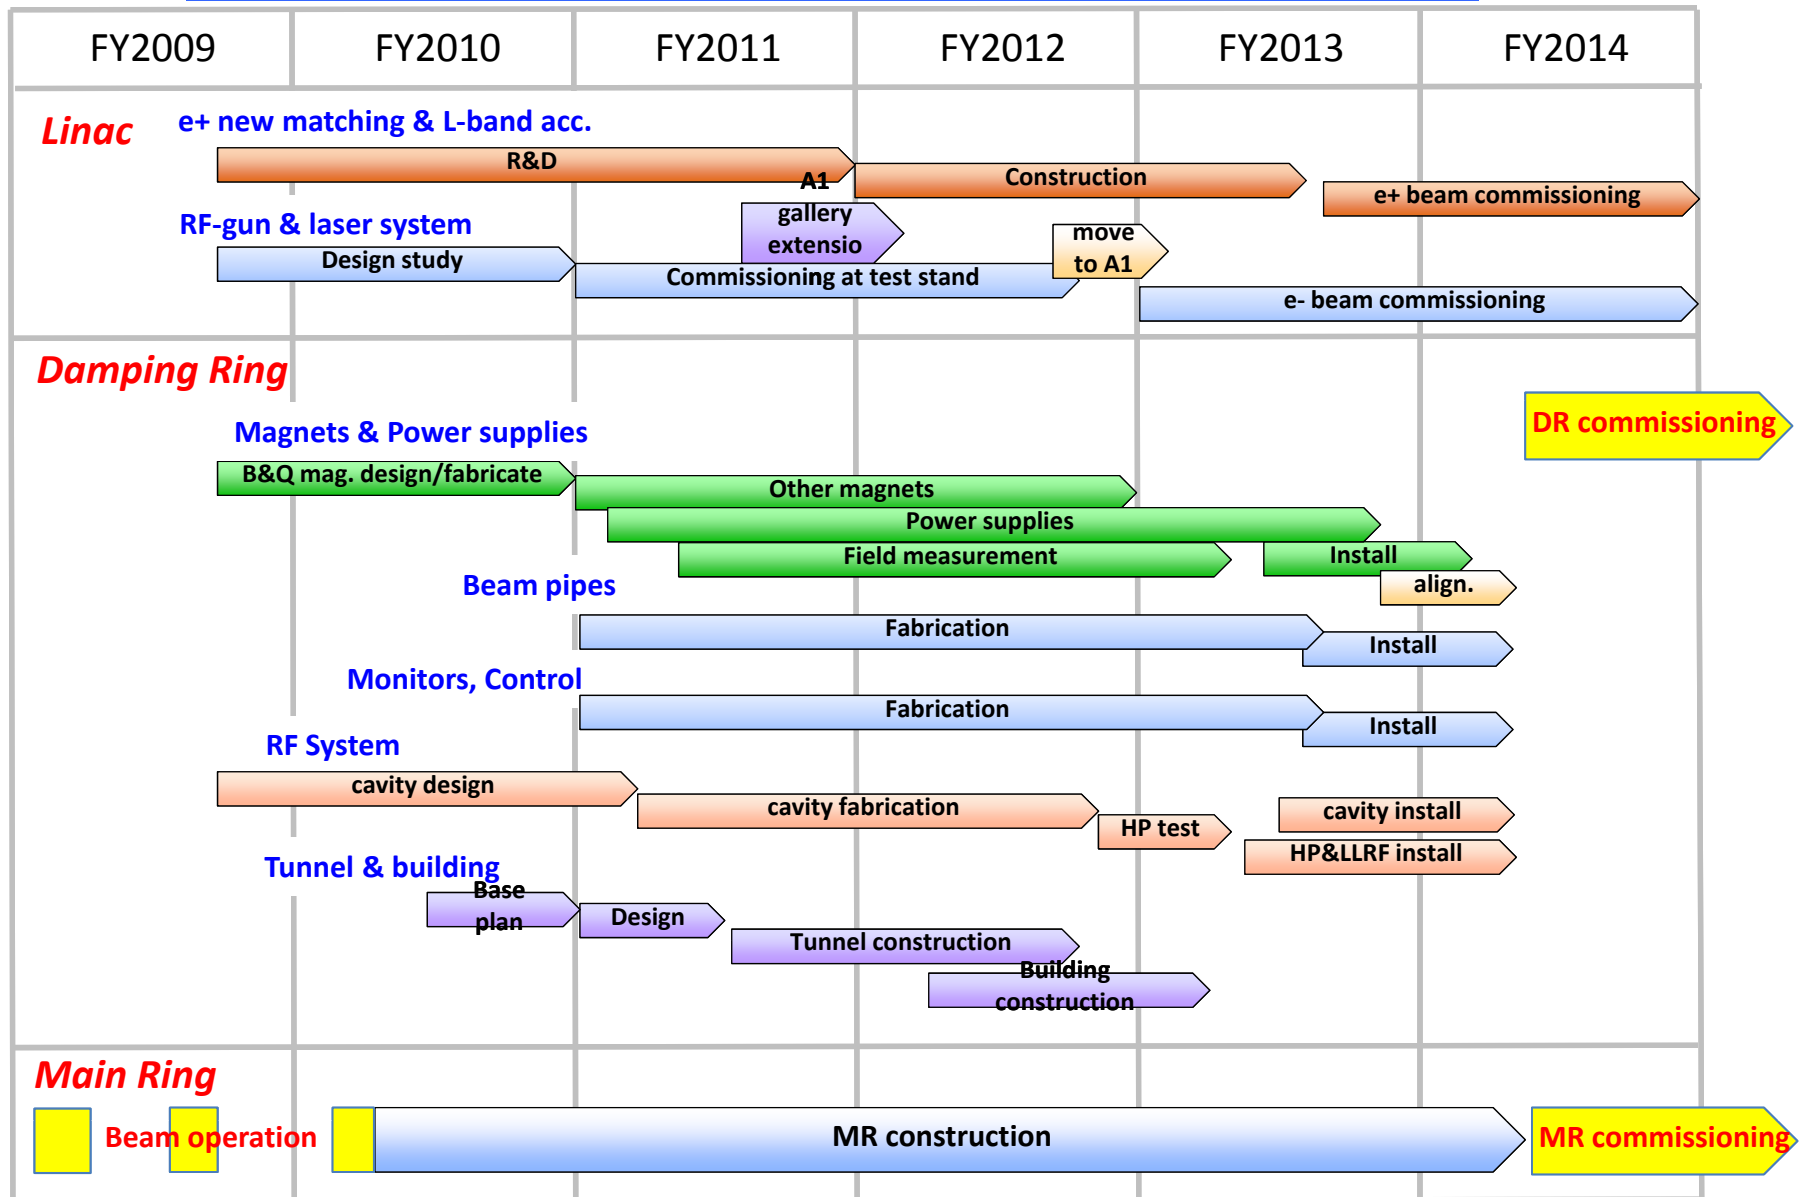 FY2009 FY2010 FY2011 FY2012 FY2013 FY2014
Linac
e+ new matching & L-band acc.
R&D
Construction
e+ beam commissioning
A1
gallery
extensio
n
RF-gun & laser system
move
to A1
Design study
Commissioning at test stand
e- beam commissioning
Damping Ring
DR commissioning
Magnets & Power supplies
B&Q mag. design/fabricate
Other magnets
Power supplies
Field measurement
Install
align.
Beam pipes
Fabrication
Install
Monitors, Control
Fabrication
Install
RF System
cavity design
cavity fabrication
cavity install
HP test
HP&LLRF install
Tunnel & building
Base
plan
Design
Tunnel construction
Building
construction
Main Ring
Beam operation
MR construction
MR commissioning